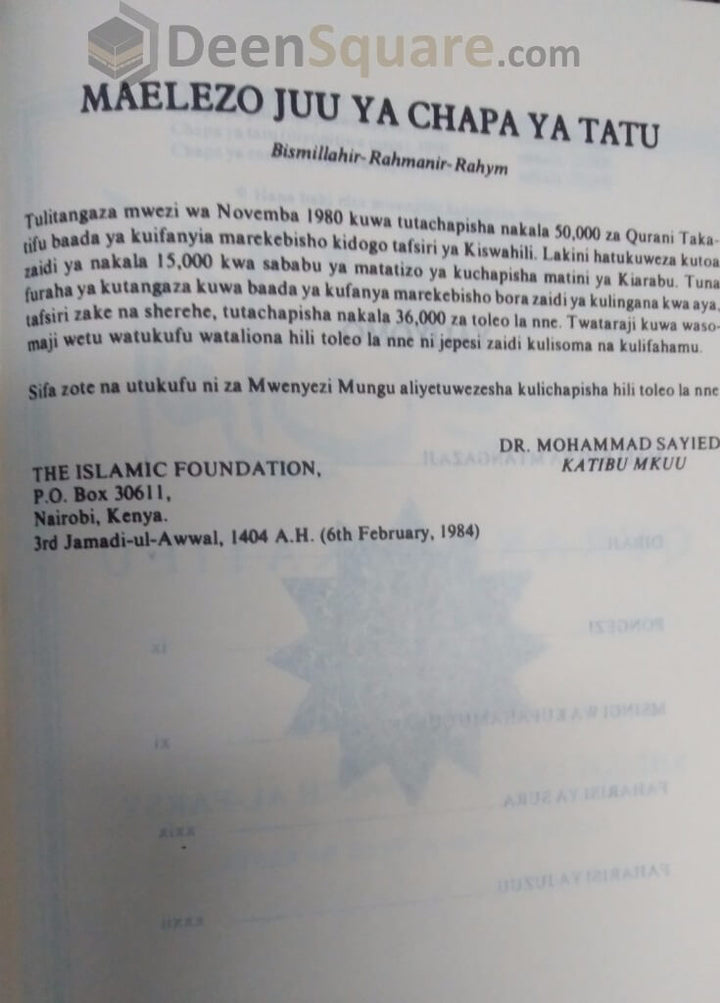 DeenSquare.com
MAELEZO JUU YA CHAPA YA TATU
Bismillahir-Rahmanir-Rahym
Tulitangaza mwezi wa Novemba 1980 kuwa tutachapisha nakala 50,000 za Qurani Taka-
tifu baada ya kuifanyia marekebisho kidogo tafsiri ya Kiswahili. Lakini hatukuweza kutoa
zaidi ya nakala 15,000 kwa sababu ya matatizo ya kuchapisha matini ya Kiarabu. Tuna
furaha ya kutangaza kuwa baada ya kufanya marekebisho bora zaidi ya kulingana kwa aya,
tafsiri zake na sherehe, tutachapisha nakala 36,000 za toleo la nne. Twataraji kuwa waso-
maji wetu watukufu wataliona hili toleo la nne ni jepesi zaidi kulisoma na kulifahamu.
Sifa zote na utukufu ni za Mwenyezi Mungu aliyetuwezesha kulichapisha hili toleo la nne
DR. MOHAMMAD SAYIED
KATIBU MKUU
THE ISLAMIC FOUNDATION,
P.O. Box 30611,
Nairobi, Kenya.
3rd Jamadi-ul-Awwal, 1404 A.H. (6th February, 1984)